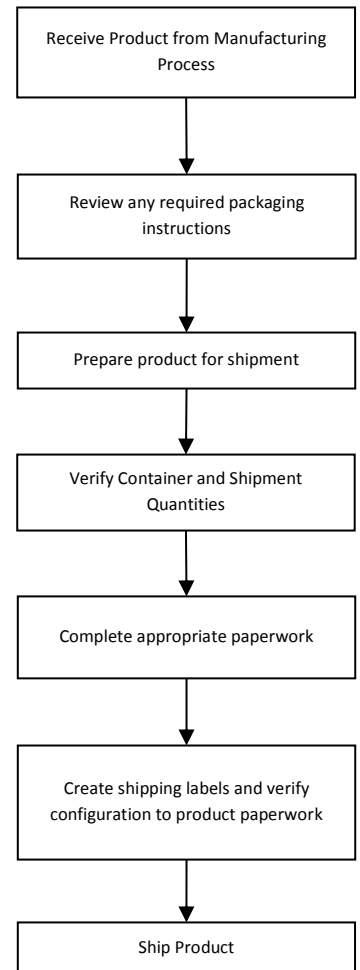 Receive Product from Manufacturing
Process
Review any required packaging
instructions
Prepare product for shipment
Verify Container and Shipment
Quantities
Complete appropriate paperwork
Create shipping labels and verify
configuration to product paperwork
Ship Product